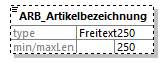 ARB_Artikelbezeichnung
type Freitext250
min/maxLen 250